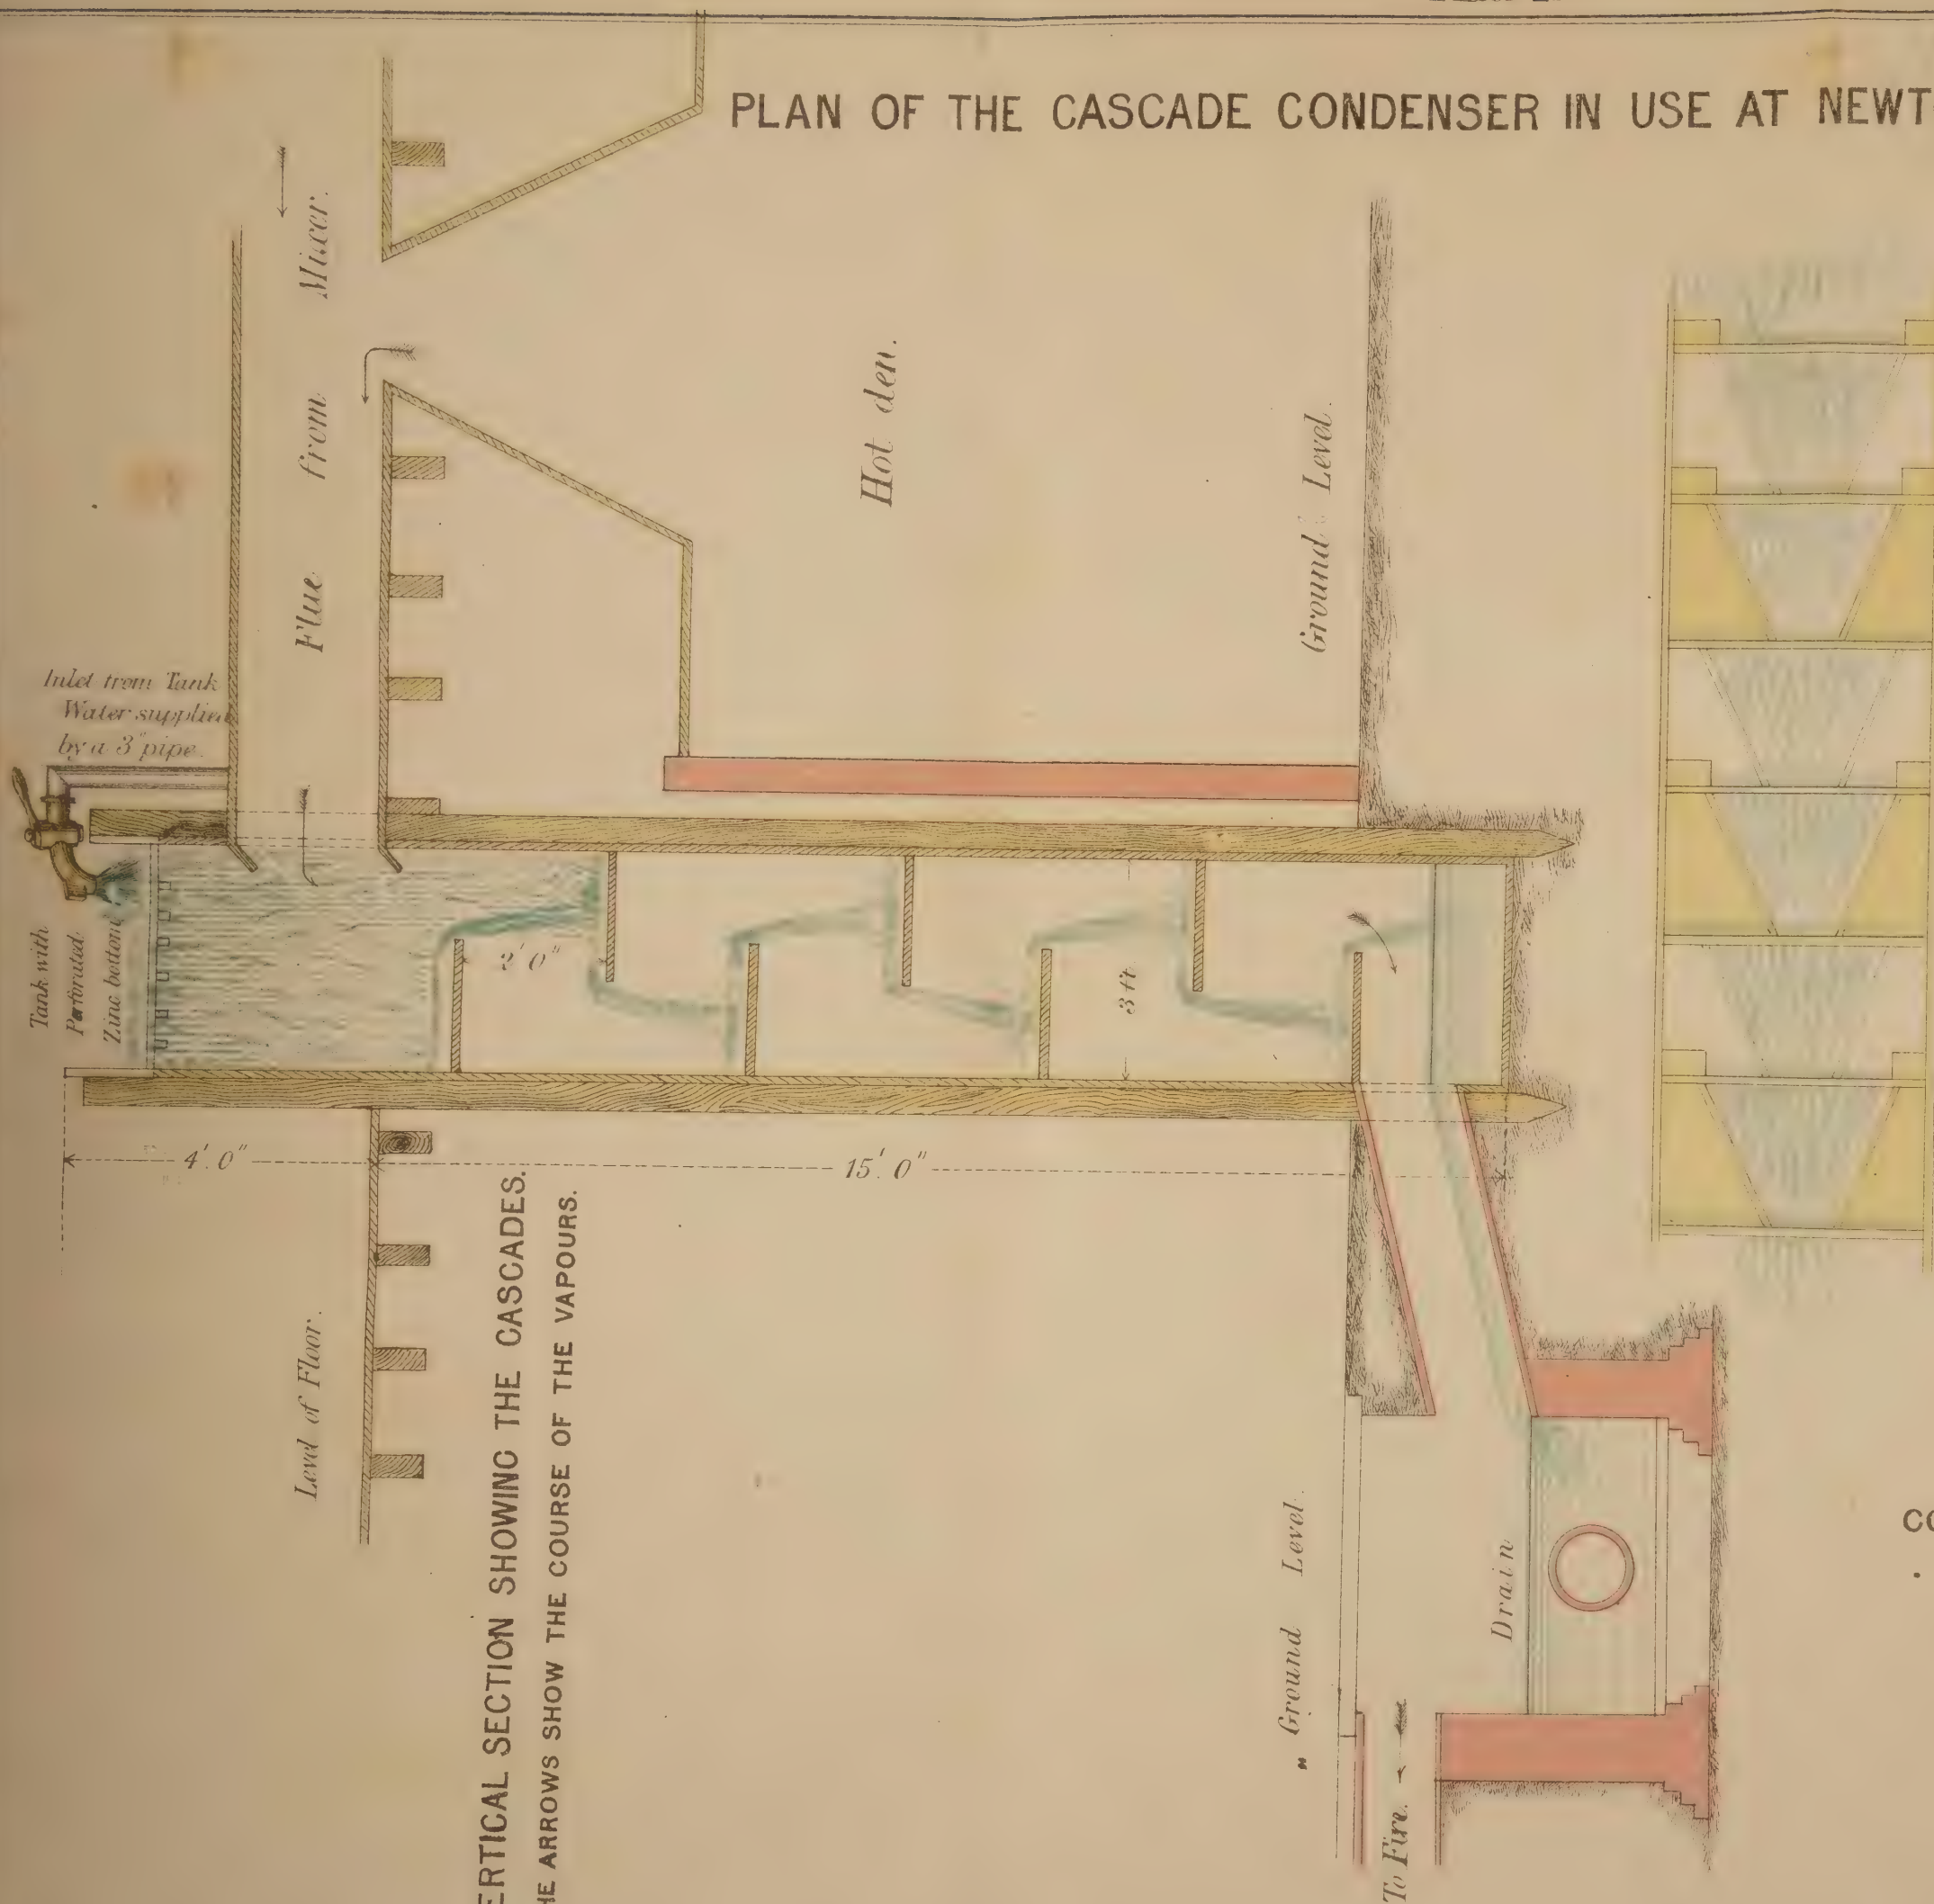 PLAN OF THE CASCADE CONDENSER IN USE AT NEWT
Flue from Mixer.
Hot den.
Ground Level.
Inlet from Tank
Water supplied
by a 3" pipe.
Tank with
Perforated
Zinc bottom
2' 0"
3 ft
4'. 0"
15'. 0"
Level of Floor.
ERTICAL SECTION SHOWING THE CASCADES.
HE ARROWS SHOW THE COURSE OF THE VAPOURS.
Ground Level.
Drain
To Fire.
CO